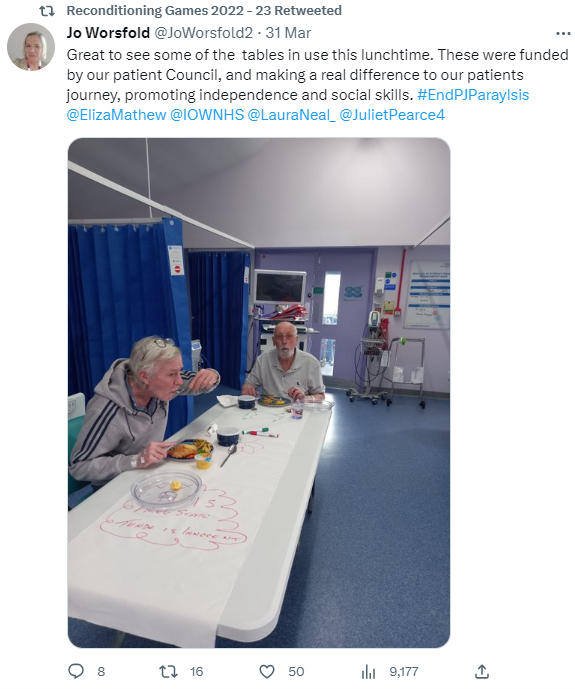 Reconditioning Games 2022 – 23 Retweeted
Jo Worsfold @JoWorsfold2 · 31 Mar
Great to see some of the tables in use this lunchtime. These were funded
by our patient Council, and making a real difference to our patients
journey, promoting independence and social skills. #EndPJParaylsis
@ElizaMathew @IOWNHS @LauraNeal_ @JulietPearce4
IS INNOCENT
8 16 50 9,177